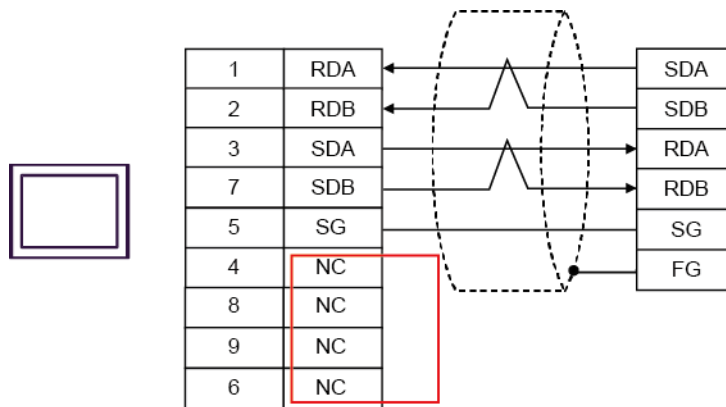 1 RDA SDA
2 RDB SDB
3 SDA RDA
7 SDB RDB
5 SG SG
4 NC FG
8 NC
9 NC
6 NC